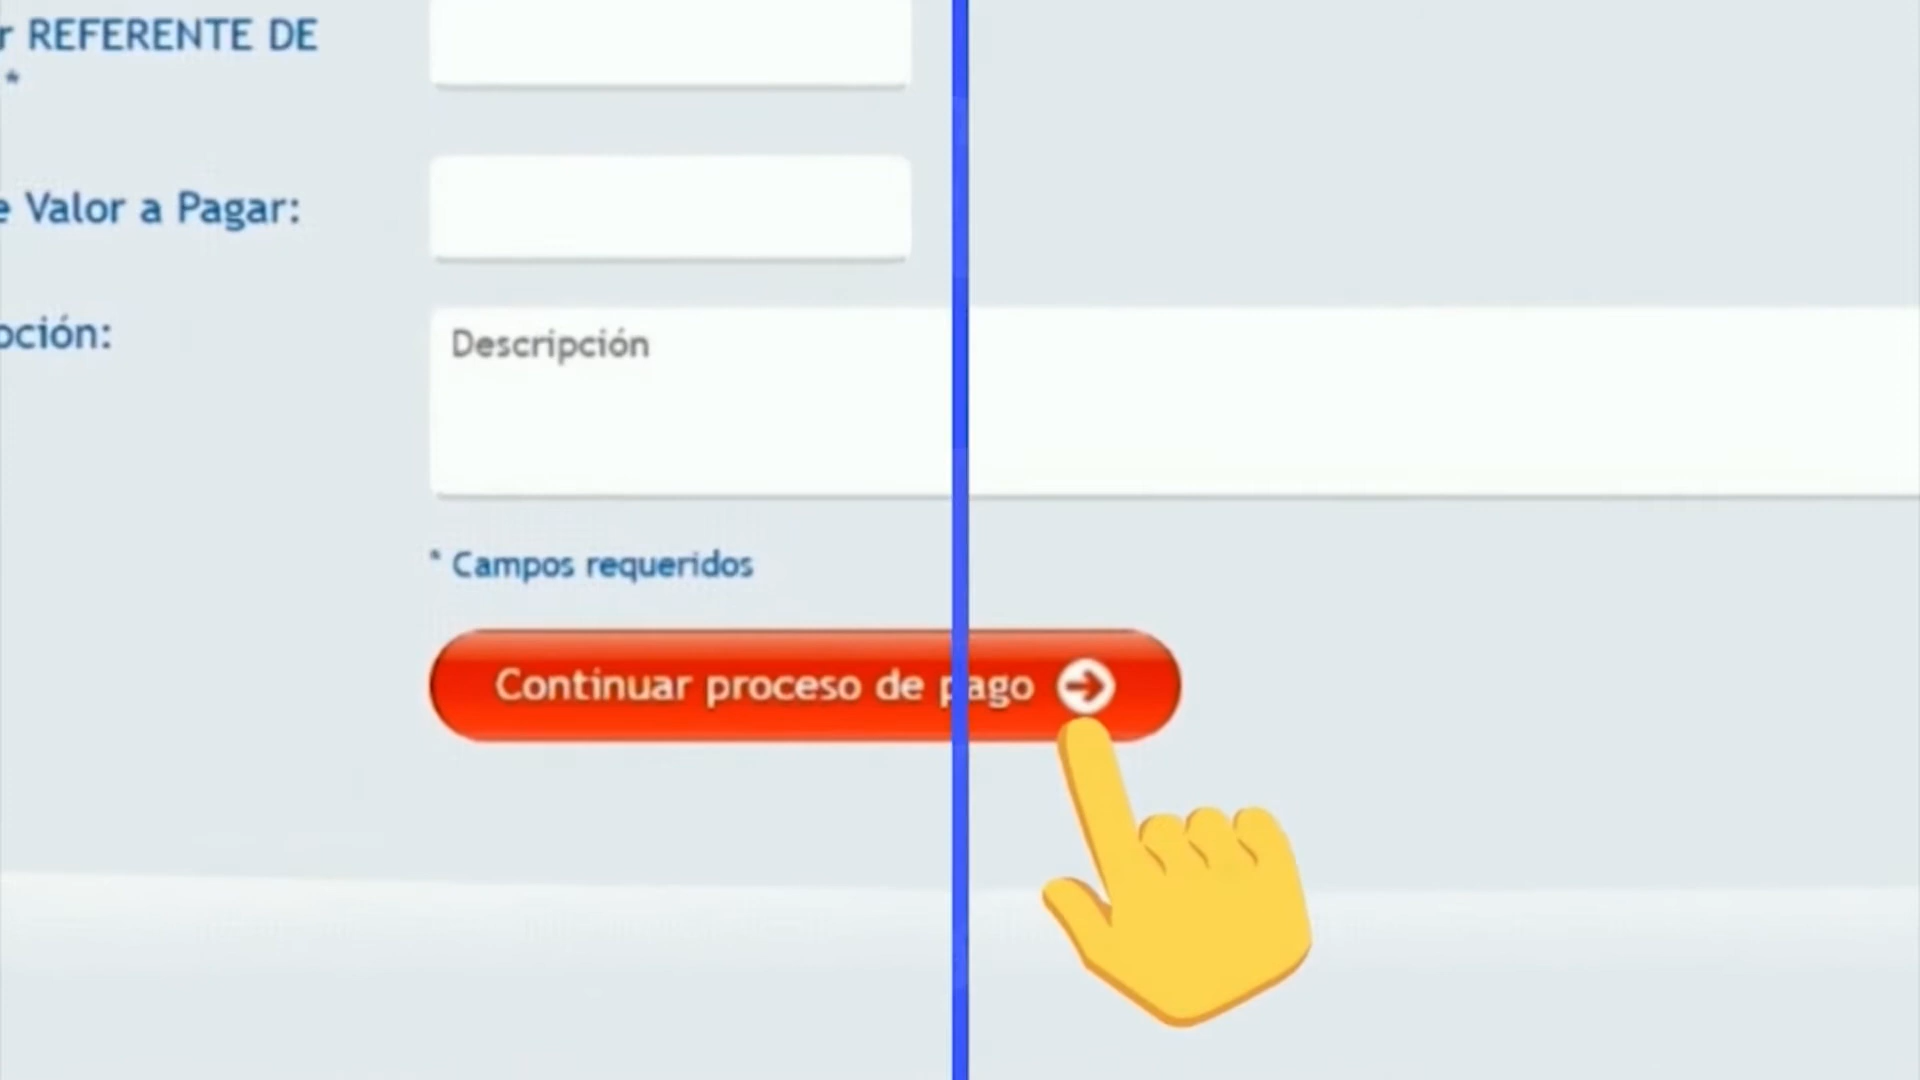 r REFERENTE DE
*
e Valor a Pagar:
pción:
Descripción
* Campos requeridos
Continuar proceso de pago